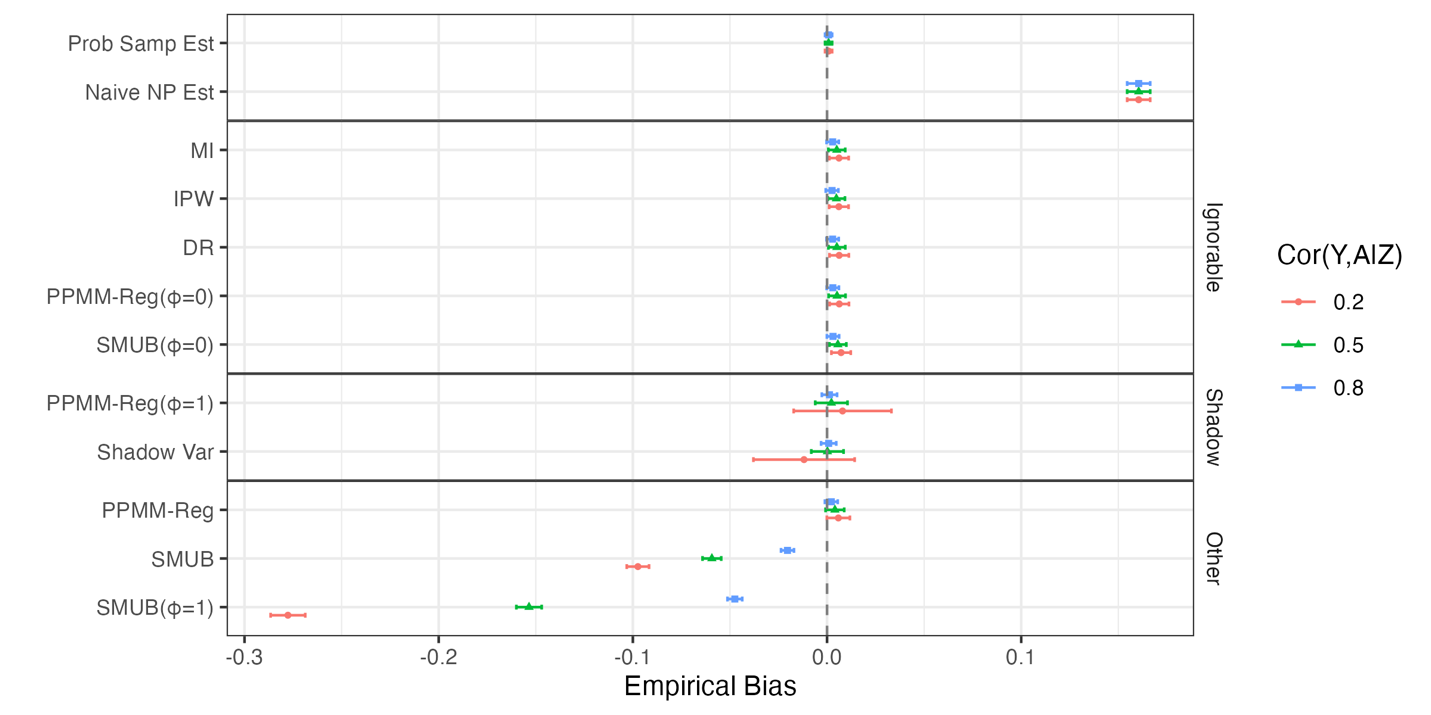 Prob Samp Est
Naive NP Est
MI
IPW
DR
PPMM-Reg(φ=0)
SMUB(φ=0)
Ignorable
PPMM-Reg(φ=1)
Shadow Var
Shadow
PPMM-Reg
SMUB
SMUB(φ=1)
Other
-0.3 -0.2 -0.1 0.0 0.1
Empirical Bias
Cor(Y,A|Z)
0.2
0.5
0.8